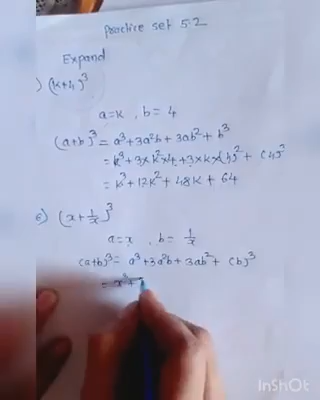 Practice set 5.2
Expand
) (k+4)³
a=k, b = 4
(a+b)³ = a³+3a²b+3ab²+b³
= k³+3×k²×4+3×k×(4)²+(4)³
= k³+12k²+48k+64
6) (x+1/x)³
a=x, b=1/x
(a+b)³= a³+3a²b+3ab²+(b)³
InShOt